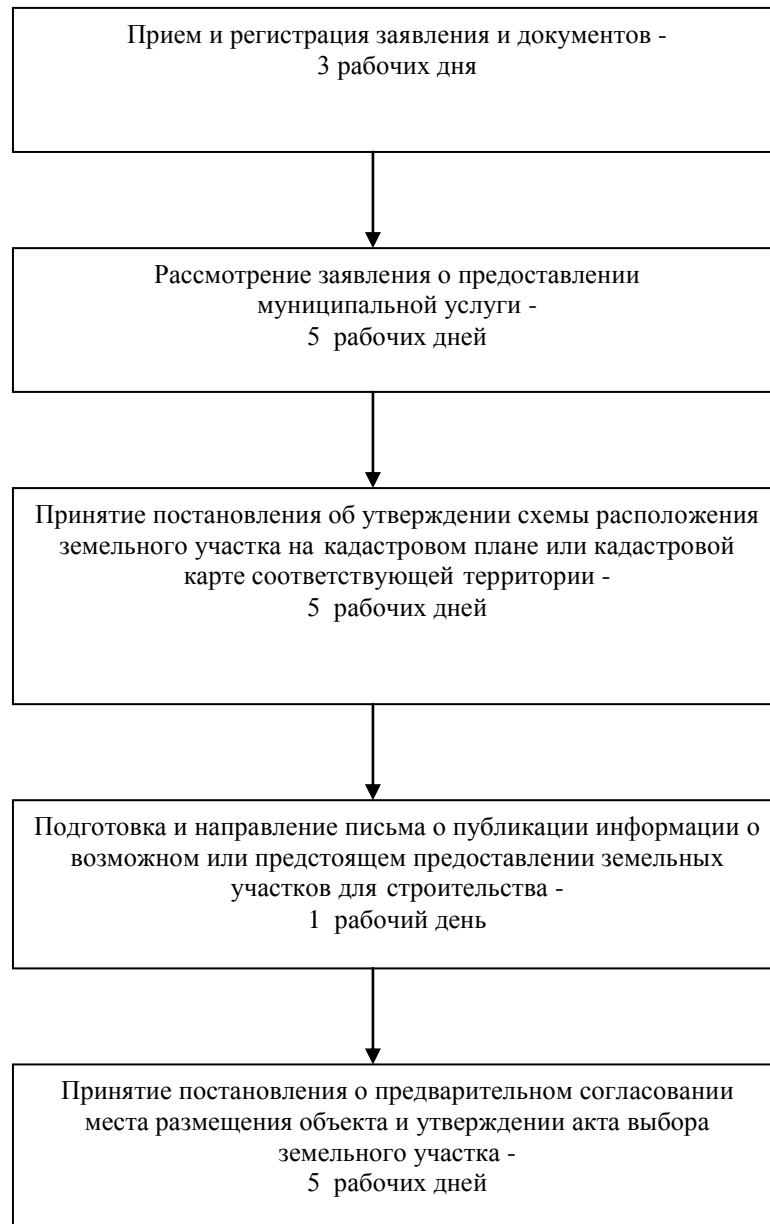 Прием и регистрация заявления и документов -
3 рабочих дня
Рассмотрение заявления о предоставлении
муниципальной услуги -
5 рабочих дней
Принятие постановления об утверждении схемы расположения
земельного участка на кадастровом плане или кадастровой
карте соответствующей территории -
5 рабочих дней
Подготовка и направление письма о публикации информации о
возможном или предстоящем предоставлении земельных
участков для строительства -
1 рабочий день
Принятие постановления о предварительном согласовании
места размещения объекта и утверждении акта выбора
земельного участка -
5 рабочих дней